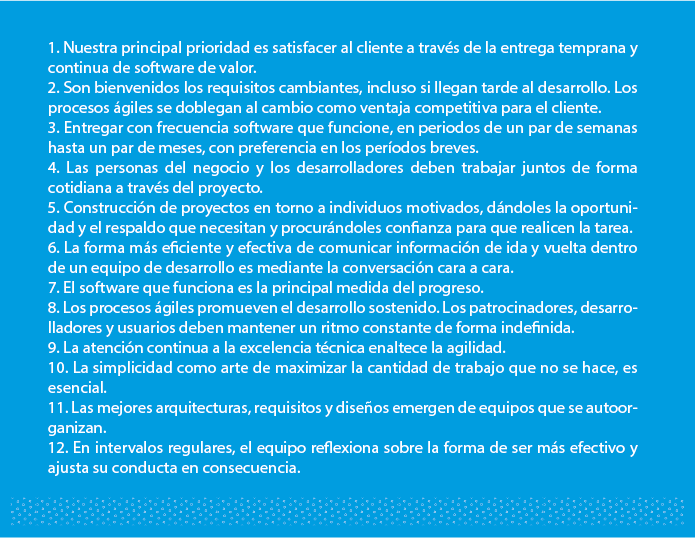 1. Nuestra principal prioridad es satisfacer al cliente a través de la entrega temprana y
continua de software de valor.
2. Son bienvenidos los requisitos cambiantes, incluso si llegan tarde al desarrollo. Los
procesos ágiles se doblegan al cambio como ventaja competitiva para el cliente.
3. Entregar con frecuencia software que funcione, en periodos de un par de semanas
hasta un par de meses, con preferencia en los períodos breves.
4. Las personas del negocio y los desarrolladores deben trabajar juntos de forma
cotidiana a través del proyecto.
5. Construcción de proyectos en torno a individuos motivados, dándoles la oportuni-
dad y el respaldo que necesitan y procurándoles confianza para que realicen la tarea.
6. La forma más eficiente y efectiva de comunicar información de ida y vuelta dentro
de un equipo de desarrollo es mediante la conversación cara a cara.
7. El software que funciona es la principal medida del progreso.
8. Los procesos ágiles promueven el desarrollo sostenido. Los patrocinadores, desarro-
lladores y usuarios deben mantener un ritmo constante de forma indefinida.
9. La atención continua a la excelencia técnica enaltece la agilidad.
10. La simplicidad como arte de maximizar la cantidad de trabajo que no se hace, es
esencial.
11. Las mejores arquitecturas, requisitos y diseños emergen de equipos que se autoor-
ganizan.
12. En intervalos regulares, el equipo reflexiona sobre la forma de ser más efectivo y
ajusta su conducta en consecuencia.